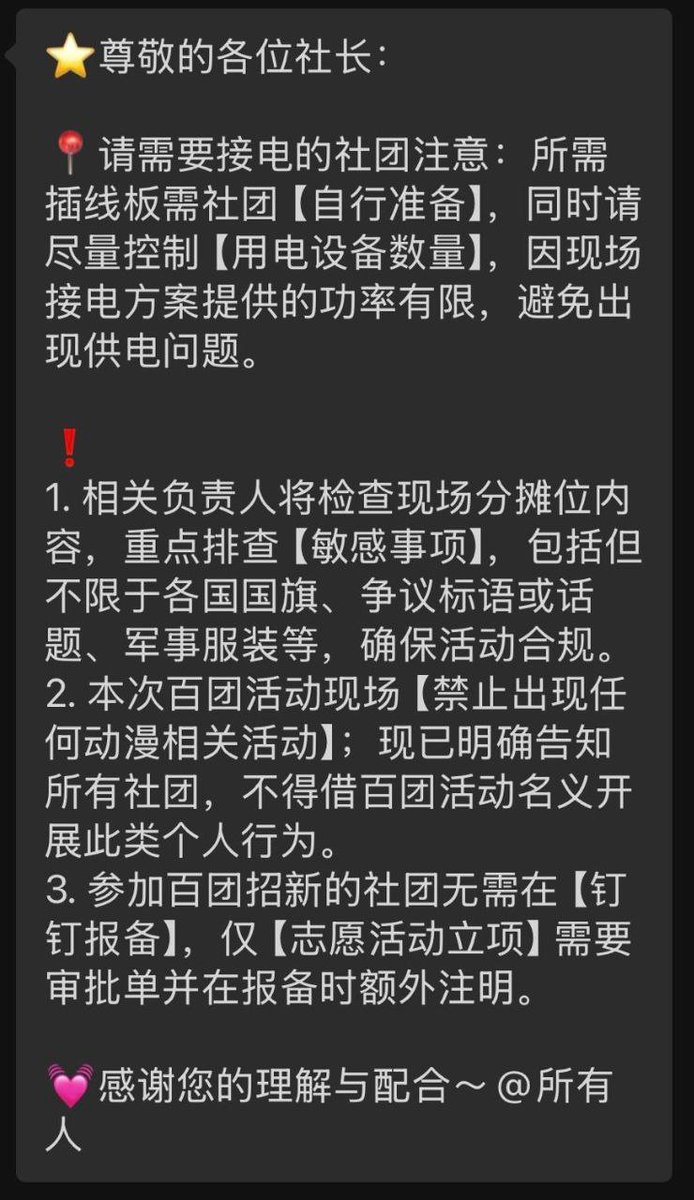 ⭐尊敬的各位社长：
📍请需要接电的社团注意：所需
插线板需社团【自行准备】，同时请
尽量控制【用电设备数量】，因现场
接电方案提供的功率有限，避免出
现供电问题。
❗
1. 相关负责人将检查现场分摊位内
容，重点排查【敏感事项】，包括但
不限于各国国旗、争议标语或话
题、军事服装等，确保活动合规。
2. 本次百团活动现场【禁止出现任
何动漫相关活动】；现已明确告知
所有社团，不得借百团活动名义开
展此类个人行为。
3. 参加百团招新的社团无需在【钉
钉报备】，仅【志愿活动立项】需要
审批单并在报备时额外注明。
💓感谢您的理解与配合～@所有
人